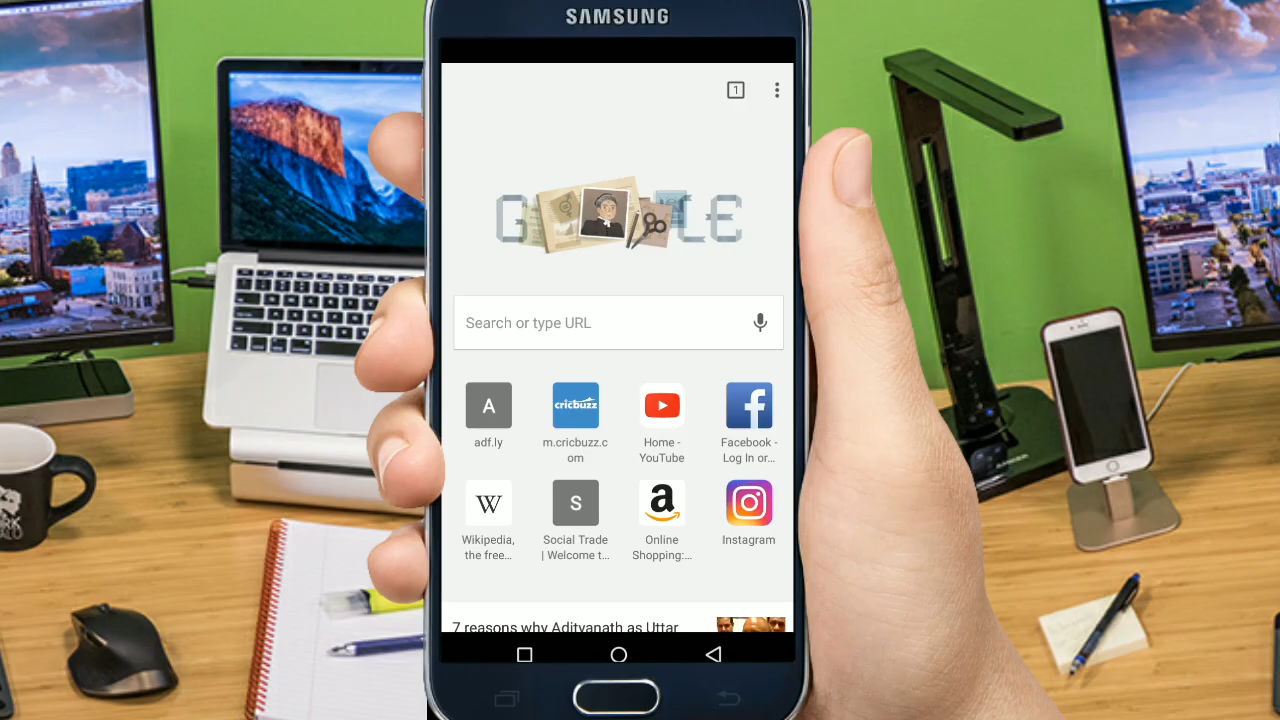 SAMSUNG
1
G LE
Search or type URL
A
cricbuzz
adf.ly
m.cricbuzz.c
om
Home -
YouTube
Facebook -
Log In or...
W
S
a
Wikipedia,
the free...
Social Trade
| Welcome t...
Online
Shopping:...
Instagram
7 reasons why Adityanath as Uttar